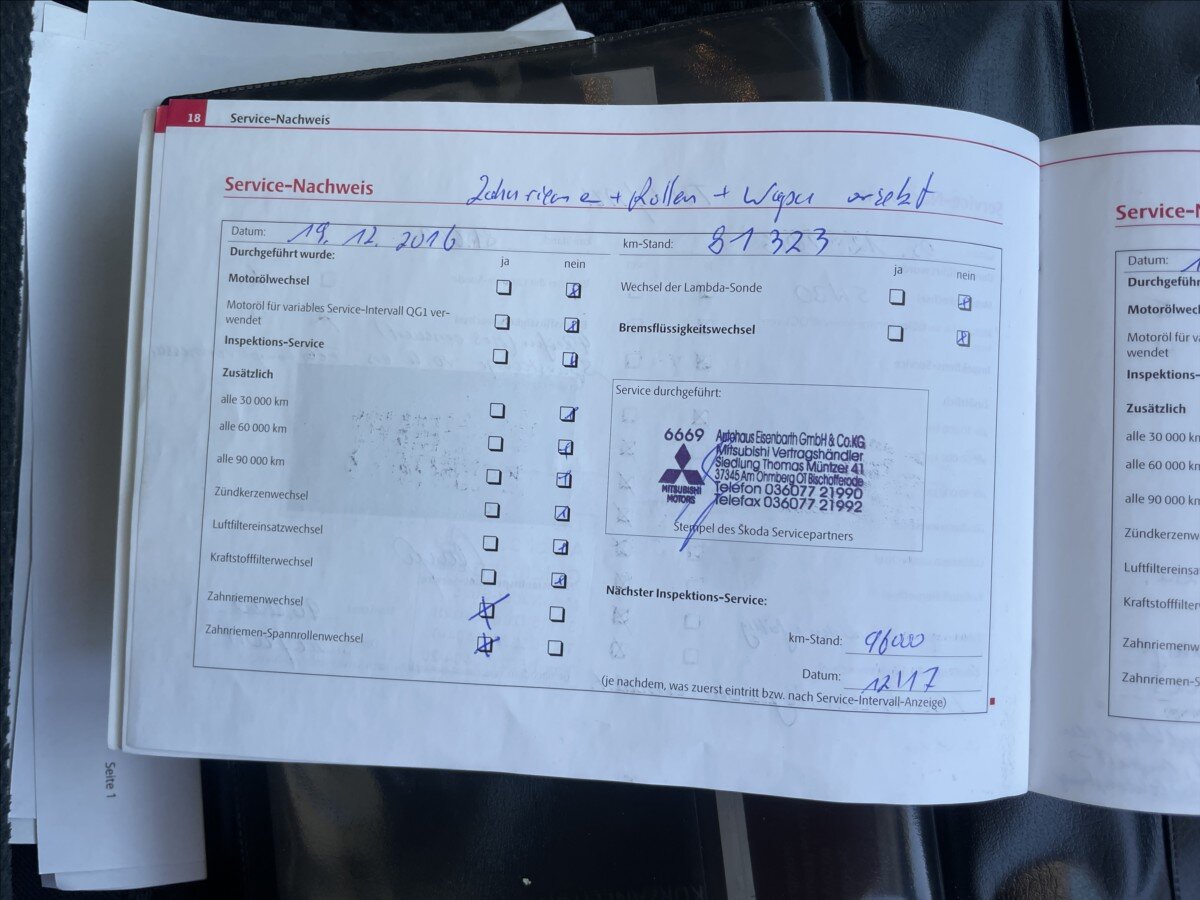 18 Service-Nachweis
Service-Nachweis
Zahnriemen + Rollen + Wapu ersetzt
Datum: 19.12.2016
km-Stand: 81323
Durchgeführt wurde:
ja nein
ja nein
Motorölwechsel
Wechsel der Lambda-Sonde
Motoröl für variables Service-Intervall QG1 ver-
wendet
Bremsflüssigkeitswechsel
Inspektions-Service
Zusätzlich
alle 30 000 km
alle 60 000 km
alle 90 000 km
Zündkerzenwechsel
Luftfiltereinsatzwechsel
Kraftstofffilterwechsel
Zahnriemenwechsel
Zahnriemen-Spannrollenwechsel
Service durchgeführt:
6669 Autohaus Eisenbarth GmbH & Co.KG
Mitsubishi Vertragshändler
Siedlung Thomas Müntzer 41
37345 Am Ohmberg OT Bischofferode
Telefon 036077 21990
Telefax 036077 21992
MITSUBISHI
MOTORS
Stempel des Škoda Servicepartners
Nächster Inspektions-Service:
km-Stand: 96000
Datum: 12/17
(je nachdem, was zuerst eintritt bzw. nach Service-Intervall-Anzeige)
Service-N
Datum: 1
Durchgeführ
Motorölwech
Motoröl für va
wendet
Inspektions-
Zusätzlich
alle 30 000 km
alle 60 000 km
alle 90 000 km
Zündkerzenw
Luftfiltereinsa
Kraftstofffilter
Zahnriemenw
Zahnriemen-S
Seite 1